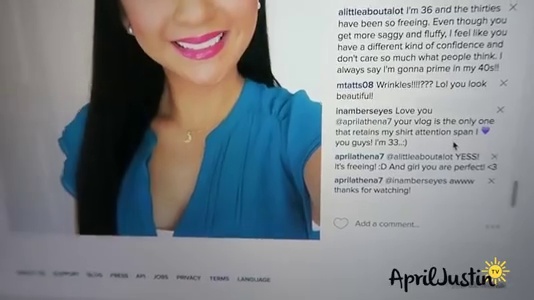 alittleaboutalot I'm 36 and the thirties
have been so freeing. Even though you
get more saggy and fluffy, I feel like you
have a different kind of confidence and
don't care so much what people think. I
always say I'm gonna prime in my 40s!!
mtatts08 Wrinkles!!!!??? Lol you look
beautiful!
inamberseyes Love you
@aprilathena7 your vlog is the only one
that retains my shirt attention span I 💜
you guys! I'm 33..:)
aprilathena7 @alittleaboutalot YESS!
it's freeing! :D And girl you are perfect! <3
aprilathena7 @inamberseyes awww
thanks for watching!
Add a comment...
ABOUT US SUPPORT BLOG PRESS API JOBS PRIVACY TERMS LANGUAGE
AprilJustin TV